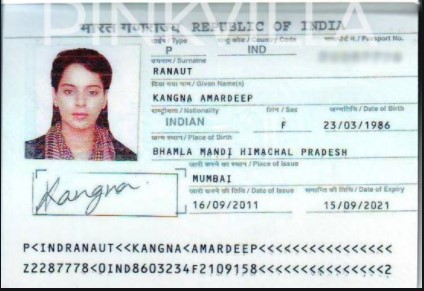 PINKVILLA
भारत गणराज्य REPUBLIC OF INDIA
टाईप / Type राष्ट्र कोड / Country Code पासपोर्ट नं. / Passport No.
P IND
उपनाम / Surname
RANAUT
दिया गया नाम / Given Name(s)
KANGNA AMARDEEP
राष्ट्रीयता / Nationality लिंग / Sex जन्मतिथि / Date of Birth
INDIAN F 23/03/1986
जन्म स्थान / Place of Birth
BHAMLA MANDI HIMACHAL PRADESH
जारी करने का स्थान / Place of Issue
MUMBAI
जारी करने की तिथि / Date of Issue समाप्ति की तिथि / Date of Expiry
16/09/2011 15/09/2021
Kangna
P<INDRANAUT<<KANGNA<AMARDEEP<<<<<<<<<<<<<<<<
Z2287778<0IND8603234F2109158<<<<<<<<<<<<<<<2